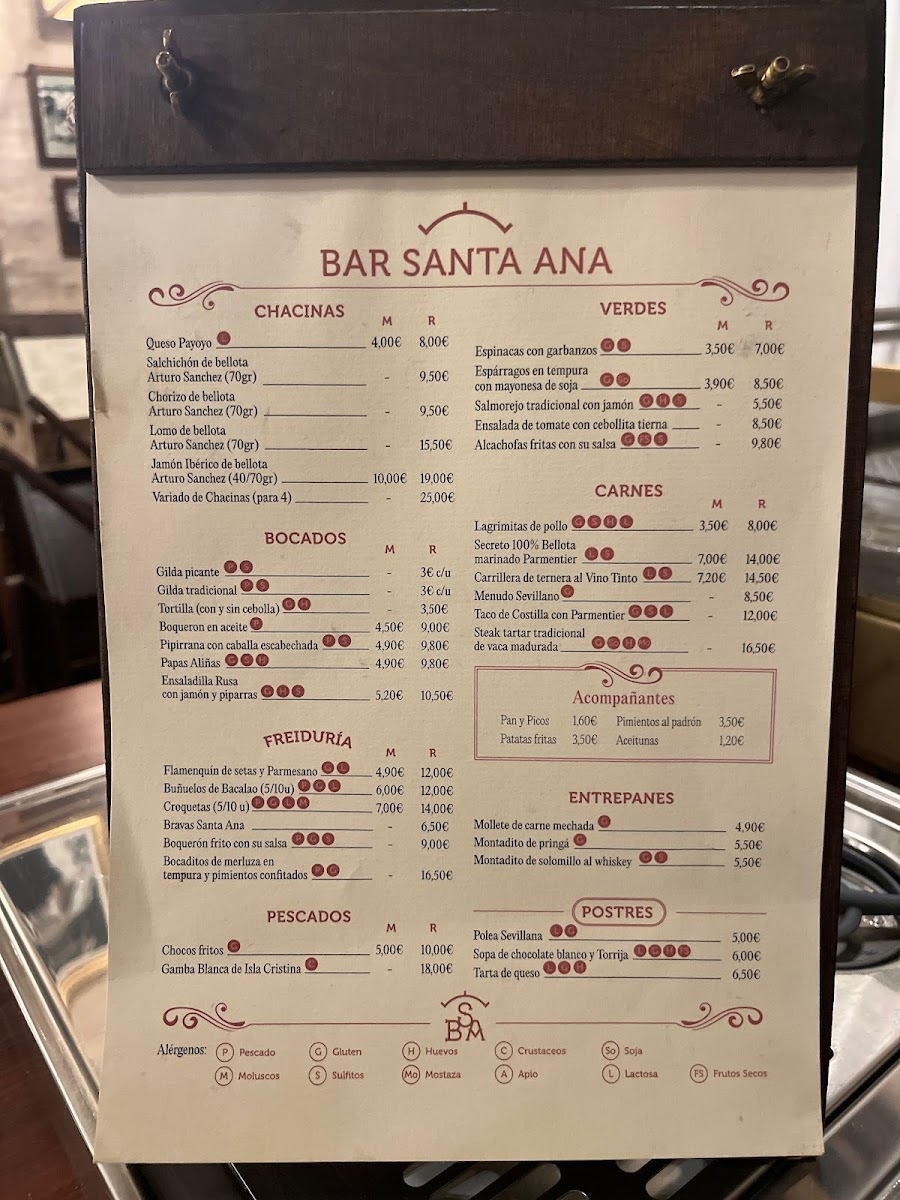 BAR SANTA ANA
CHACINAS
M R
Queso Payoyo L 4,00€ 8,00€
Salchichón de bellota
Arturo Sanchez (70gr) - 9,50€
Chorizo de bellota
Arturo Sanchez (70gr) - 9,50€
Lomo de bellota
Arturo Sanchez (70gr) - 15,50€
Jamón Ibérico de bellota
Arturo Sanchez (40/70gr) 10,00€ 19,00€
Variado de Chacinas (para 4) - 25,00€
BOCADOS
M R
Gilda picante P S - 3€ c/u
Gilda tradicional P S - 3€ c/u
Tortilla (con y sin cebolla) G H - 3,50€
Boqueron en aceite P 4,50€ 9,00€
Pipirrana con caballa escabechada P S 4,90€ 9,80€
Papas Aliñas G S H 4,90€ 9,80€
Ensaladilla Rusa
con jamón y piparras G H S 5,20€ 10,50€
FREIDURÍA
M R
Flamenquín de setas y Parmesano G L 4,90€ 12,00€
Buñuelos de Bacalao (5/10u) P G L 6,00€ 12,00€
Croquetas (5/10 u) P G L M 7,00€ 14,00€
Bravas Santa Ana - 6,50€
Boquerón frito con su salsa P G S - 9,00€
Bocaditos de merluza en
tempura y pimientos confitados P G - 16,50€
PESCADOS
M R
Chocos fritos G 5,00€ 10,00€
Gamba Blanca de Isla Cristina C - 18,00€
VERDES
M R
Espinacas con garbanzos G S 3,50€ 7,00€
Espárragos en tempura
con mayonesa de soja G So 3,90€ 8,50€
Salmorejo tradicional con jamón G H S - 5,50€
Ensalada de tomate con cebollita tierna - 8,50€
Alcachofas fritas con su salsa G FS S - 9,80€
CARNES
M R
Lagrimitas de pollo G S H L 3,50€ 8,00€
Secreto 100% Bellota
marinado Parmentier L S 7,00€ 14,00€
Carrillera de ternera al Vino Tinto L S 7,20€ 14,50€
Menudo Sevillano G - 8,50€
Taco de Costilla con Parmentier G S L - 12,00€
Steak tartar tradicional
de vaca madurada G S H Mo - 16,50€
Acompañantes
Pan y Picos 1,60€ Pimientos al padrón 3,50€
Patatas fritas 3,50€ Aceitunas 1,20€
ENTREPANES
Mollete de carne mechada G 4,90€
Montadito de pringá G 5,50€
Montadito de solomillo al whiskey G S 5,50€
POSTRES
Polea Sevillana L G 5,00€
Sopa de chocolate blanco y Torrija L G H FS 6,00€
Tarta de queso L G H 6,50€
BSA
Alérgenos: P Pescado G Gluten H Huevos C Crustaceos So Soja
M Moluscos S Sulfitos Mo Mostaza A Apio L Lactosa FS Frutos Secos